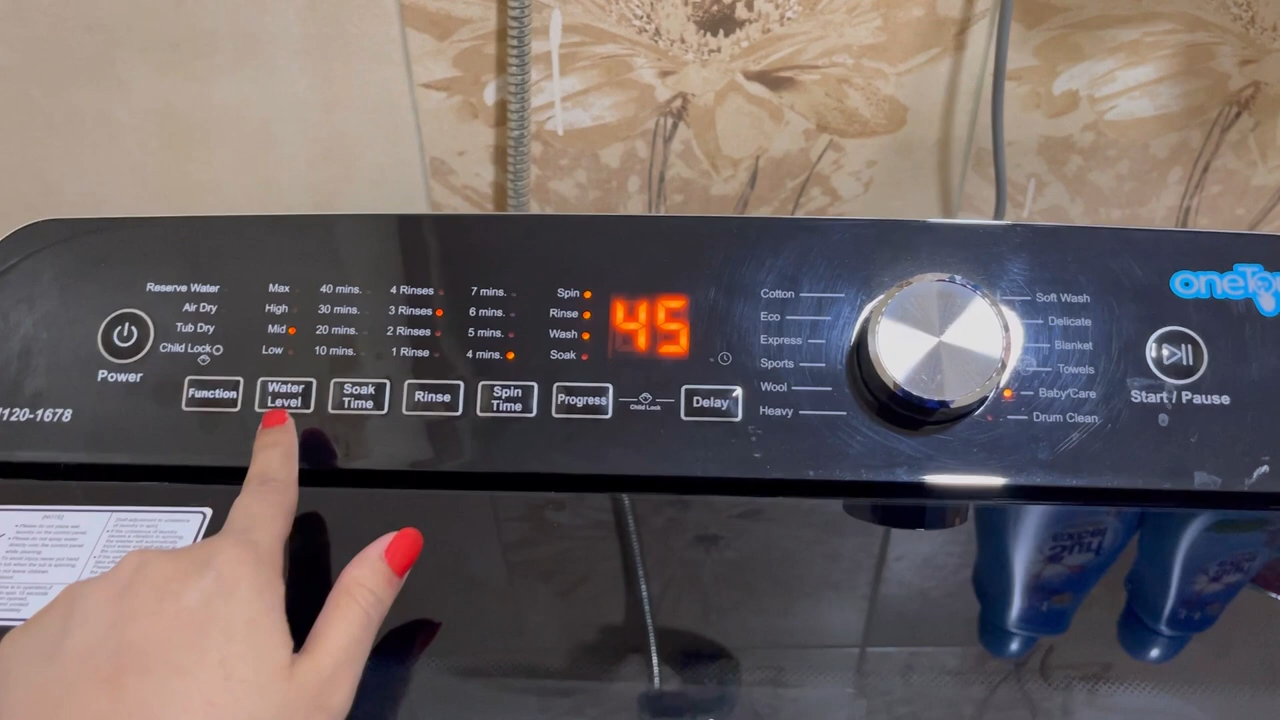 Reserve Water
Air Dry
Tub Dry
Child Lock
Power
Function
Max
High
Mid
Low
Water
Level
40 mins.
30 mins.
20 mins.
10 mins.
Soak
Time
4 Rinses
3 Rinses
2 Rinses
1 Rinse
Rinse
7 mins.
6 mins.
5 mins.
4 mins.
Spin
Time
Spin
Rinse
Wash
Soak
Progress
45
Child Lock
Delay
Cotton
Eco
Express
Sports
Wool
Heavy
Soft Wash
Delicate
Blanket
Towels
Baby Care
Drum Clean
Start / Pause
120-1678
[NOTE]